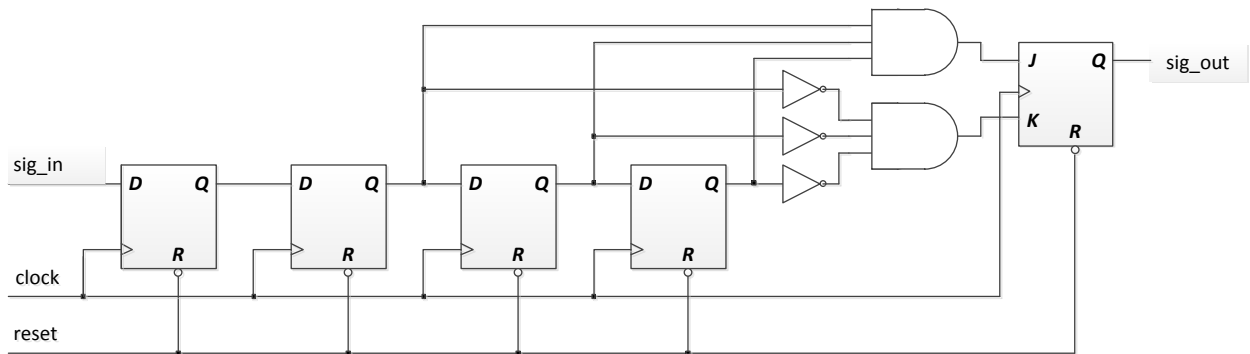 J Q
sig_out
K
R
sig_in
D Q D Q D Q D Q
R R R R
clock
reset